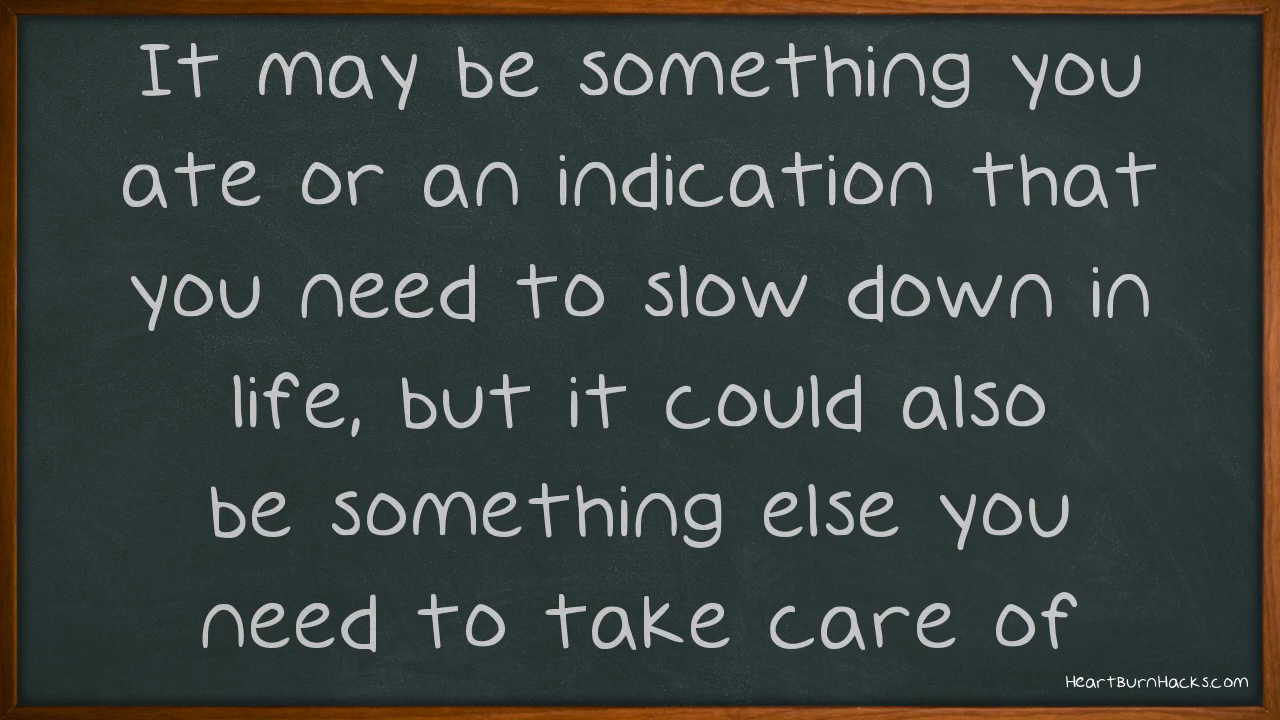 It may be something you
ate or an indication that
you need to slow down in
life, but it could also
be something else you
need to take care of
HeartBurnHacks.com